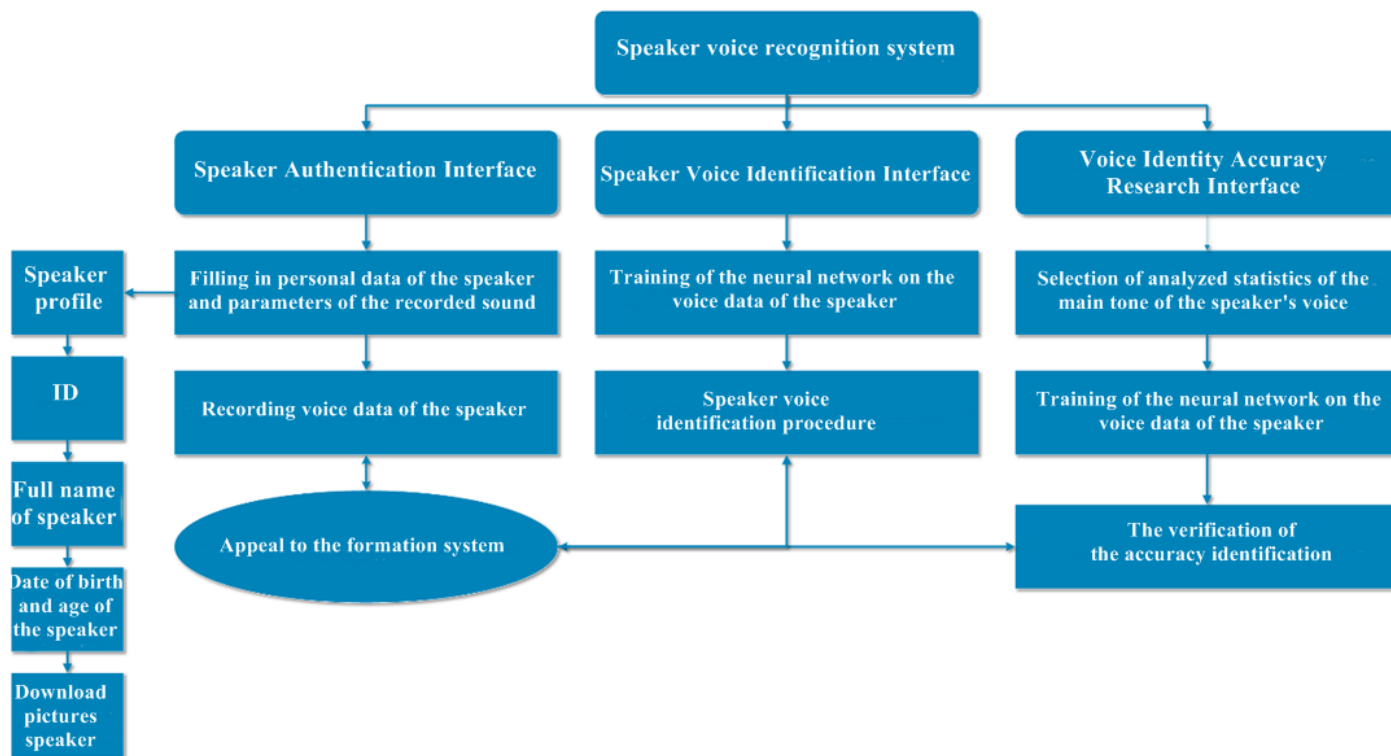 Speaker voice recognition system
Speaker Authentication Interface
Speaker Voice Identification Interface
Voice Identity Accuracy
Research Interface
Speaker
profile
Filling in personal data of the speaker
and parameters of the recorded sound
Training of the neural network on the
voice data of the speaker
Selection of analyzed statistics of the
main tone of the speaker's voice
ID
Recording voice data of the speaker
Speaker voice
identification procedure
Training of the neural network on the
voice data of the speaker
Full name
of speaker
Appeal to the formation system
The verification of
the accuracy identification
Date of birth
and age of
the speaker
Download
pictures
speaker